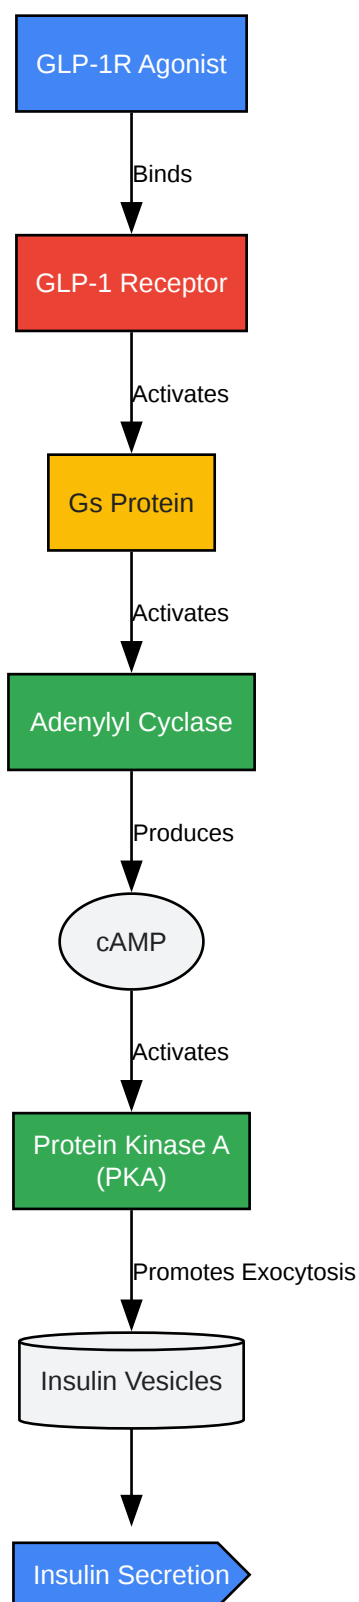 GLP-1R Agonist
Binds
GLP-1 Receptor
Activates
Gs Protein
Activates
Adenylyl Cyclase
Produces
cAMP
Activates
Protein Kinase A
(PKA)
Promotes Exocytosis
Insulin Vesicles
Insulin Secretion